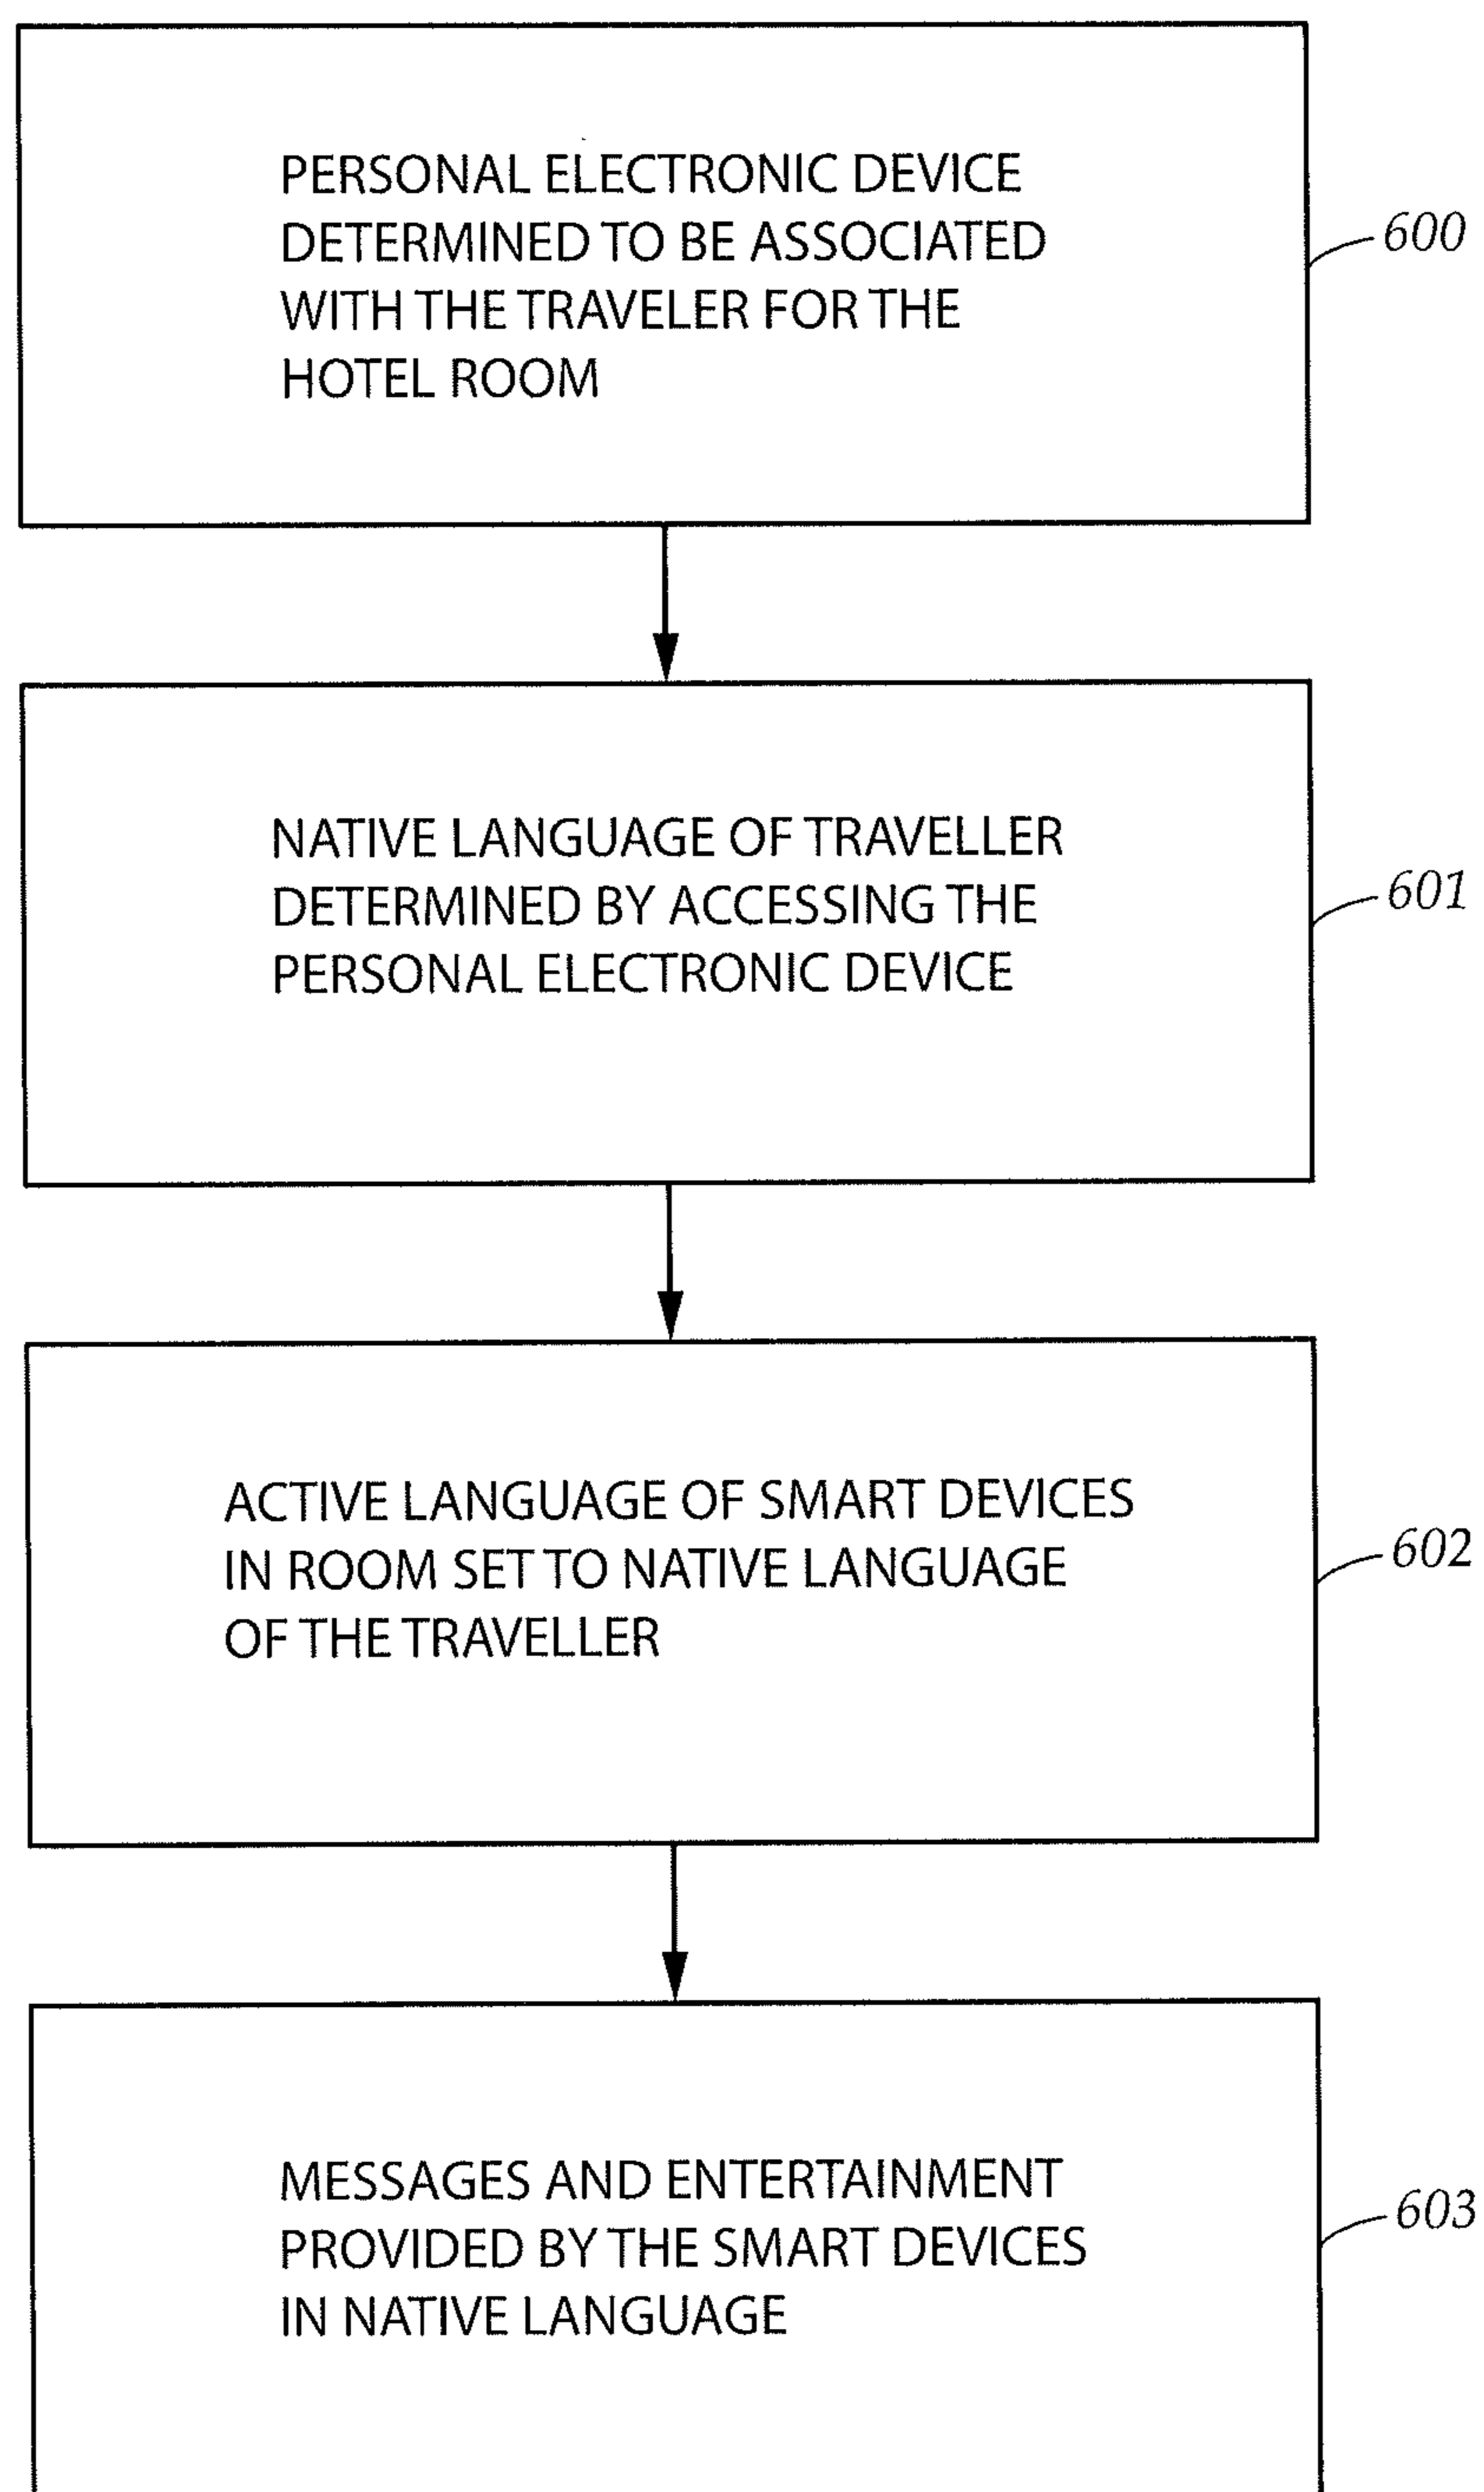 PERSONAL ELECTRONIC DEVICE
DETERMINED TO BE ASSOCIATED
WITH THE TRAVELER FOR THE
HOTEL ROOM
600
NATIVE LANGUAGE OF TRAVELLER
DETERMINED BY ACCESSING THE
PERSONAL ELECTRONIC DEVICE
601
ACTIVE LANGUAGE OF SMART DEVICES
IN ROOM SET TO NATIVE LANGUAGE
OF THE TRAVELLER
602
MESSAGES AND ENTERTAINMENT
PROVIDED BY THE SMART DEVICES
IN NATIVE LANGUAGE
603